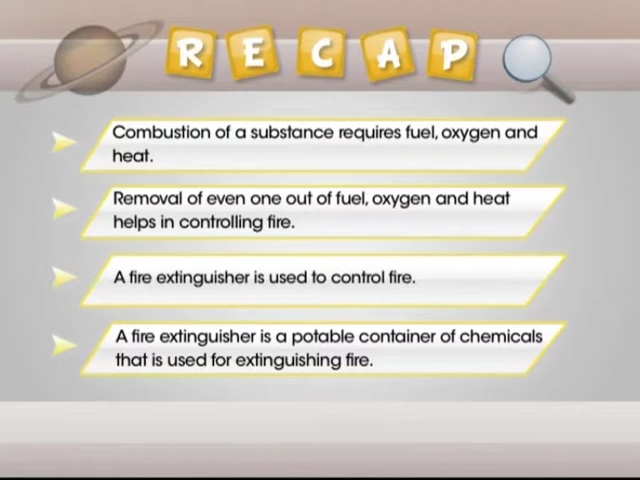 RECAP
Combustion of a substance requires fuel, oxygen and
heat.
Removal of even one out of fuel, oxygen and heat
helps in controlling fire.
A fire extinguisher is used to control fire.
A fire extinguisher is a potable container of chemicals
that is used for extinguishing fire.